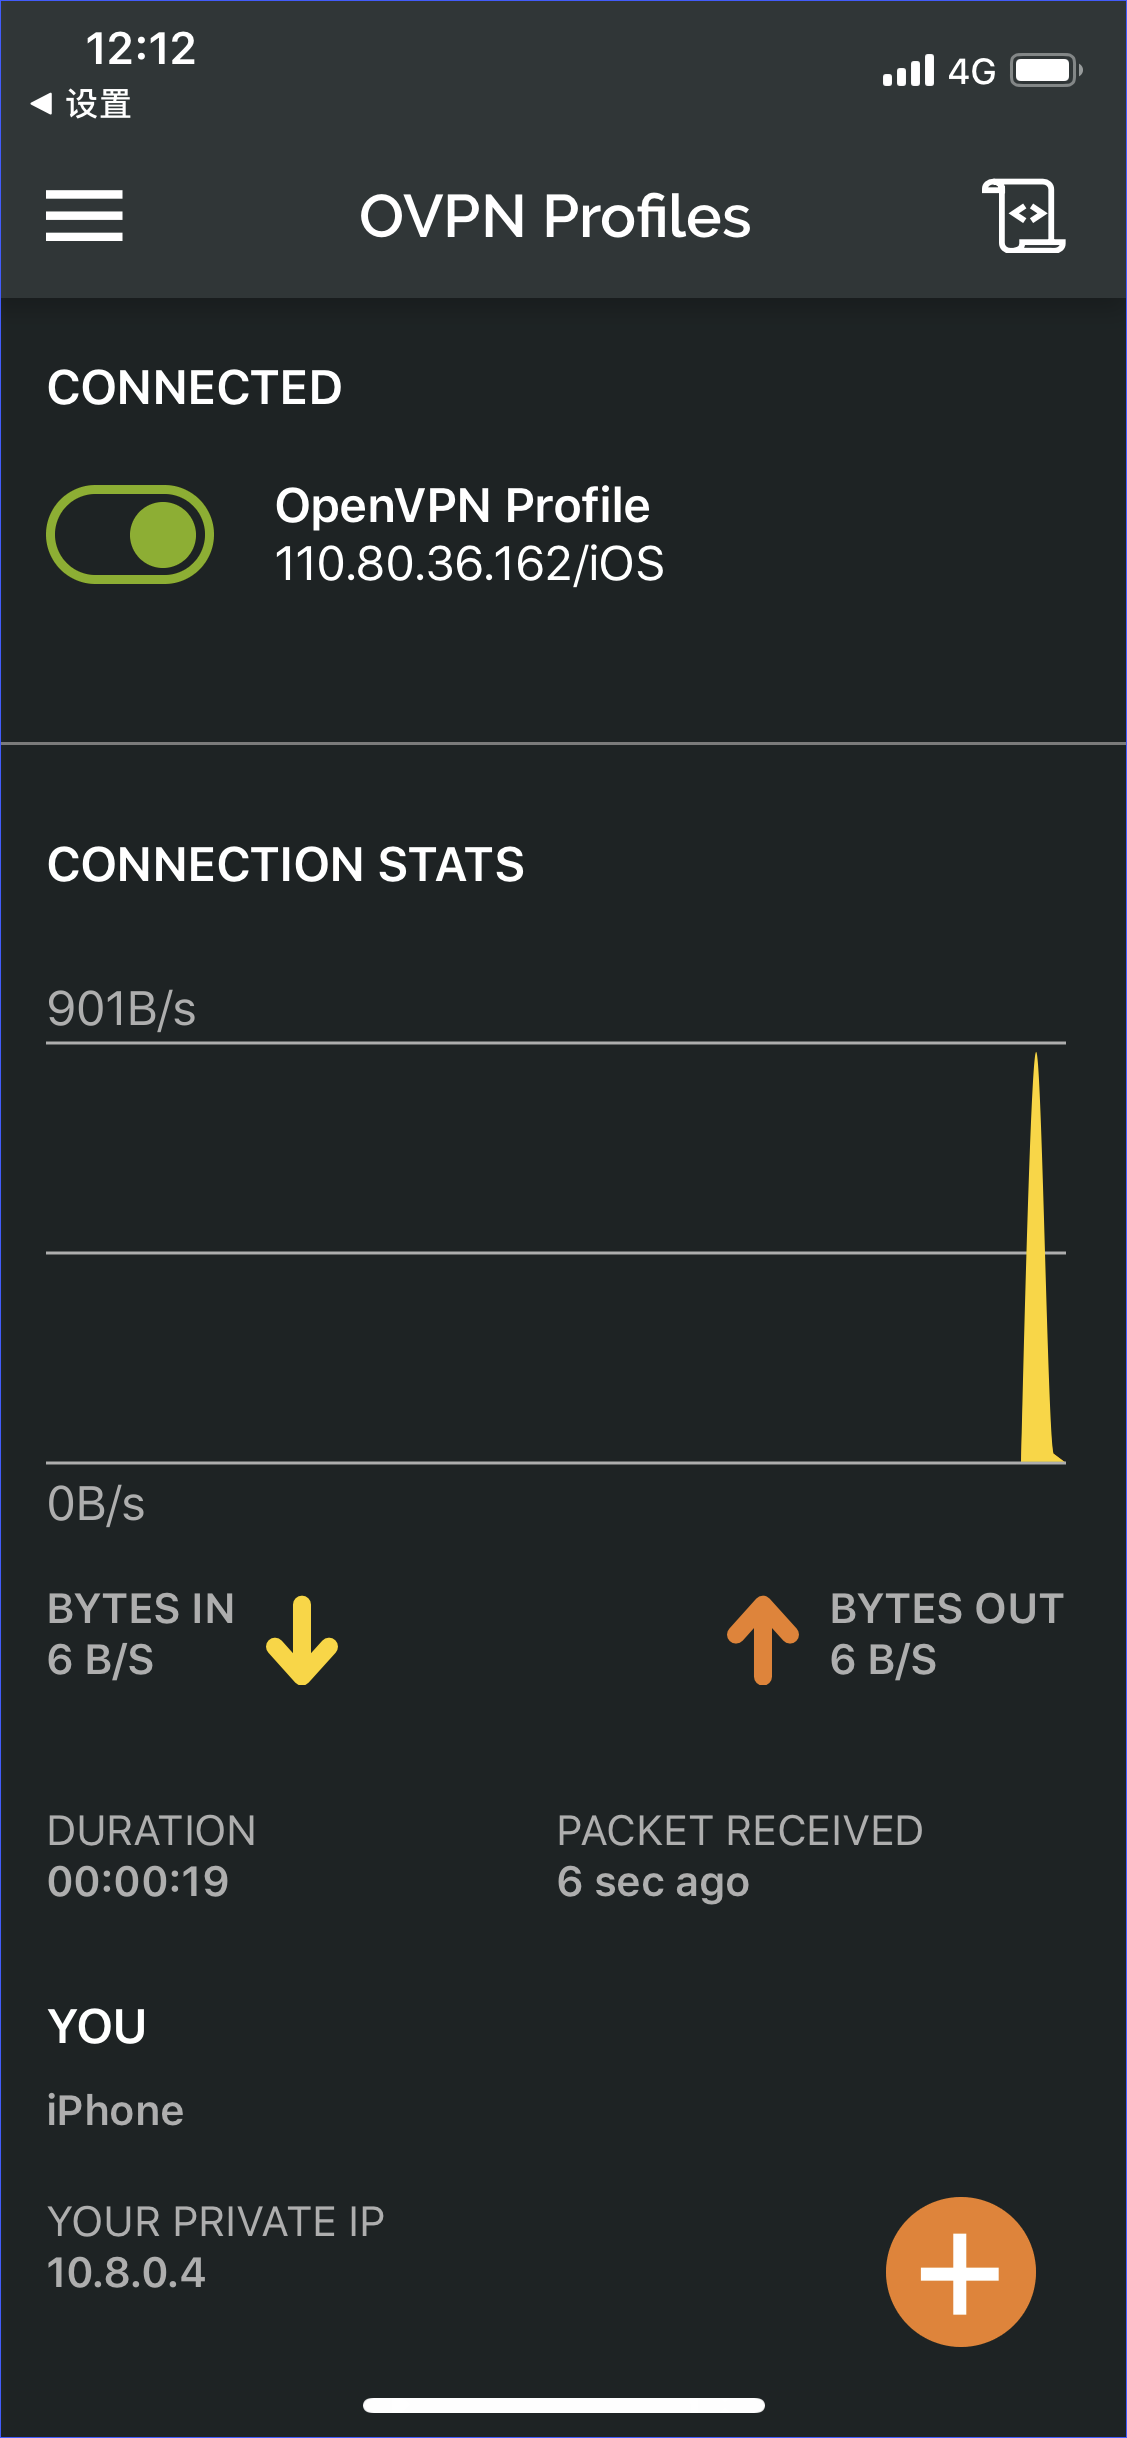 12:12
4G
◀ 设置
OVPN Profiles
CONNECTED
OpenVPN Profile
110.80.36.162/iOS
CONNECTION STATS
901B/s
0B/s
BYTES IN
6 B/S
BYTES OUT
6 B/S
DURATION
00:00:19
PACKET RECEIVED
6 sec ago
YOU
iPhone
YOUR PRIVATE IP
10.8.0.4